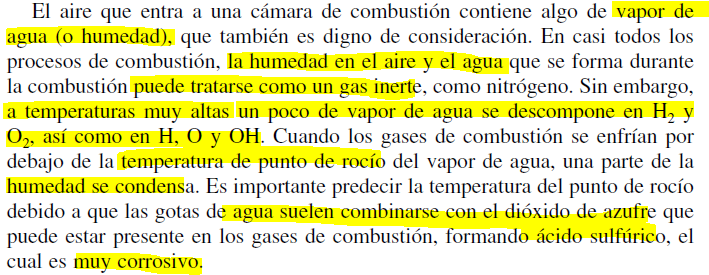 El aire que entra a una cámara de combustión contiene algo de vapor de
agua (o humedad), que también es digno de consideración. En casi todos los
procesos de combustión, la humedad en el aire y el agua que se forma durante
la combustión puede tratarse como un gas inerte, como nitrógeno. Sin embargo,
a temperaturas muy altas un poco de vapor de agua se descompone en H₂ y
O₂, así como en H, O y OH. Cuando los gases de combustión se enfrían por
debajo de la temperatura de punto de rocío del vapor de agua, una parte de la
humedad se condensa. Es importante predecir la temperatura del punto de rocío
debido a que las gotas de agua suelen combinarse con el dióxido de azufre que
puede estar presente en los gases de combustión, formando ácido sulfúrico, el
cual es muy corrosivo.